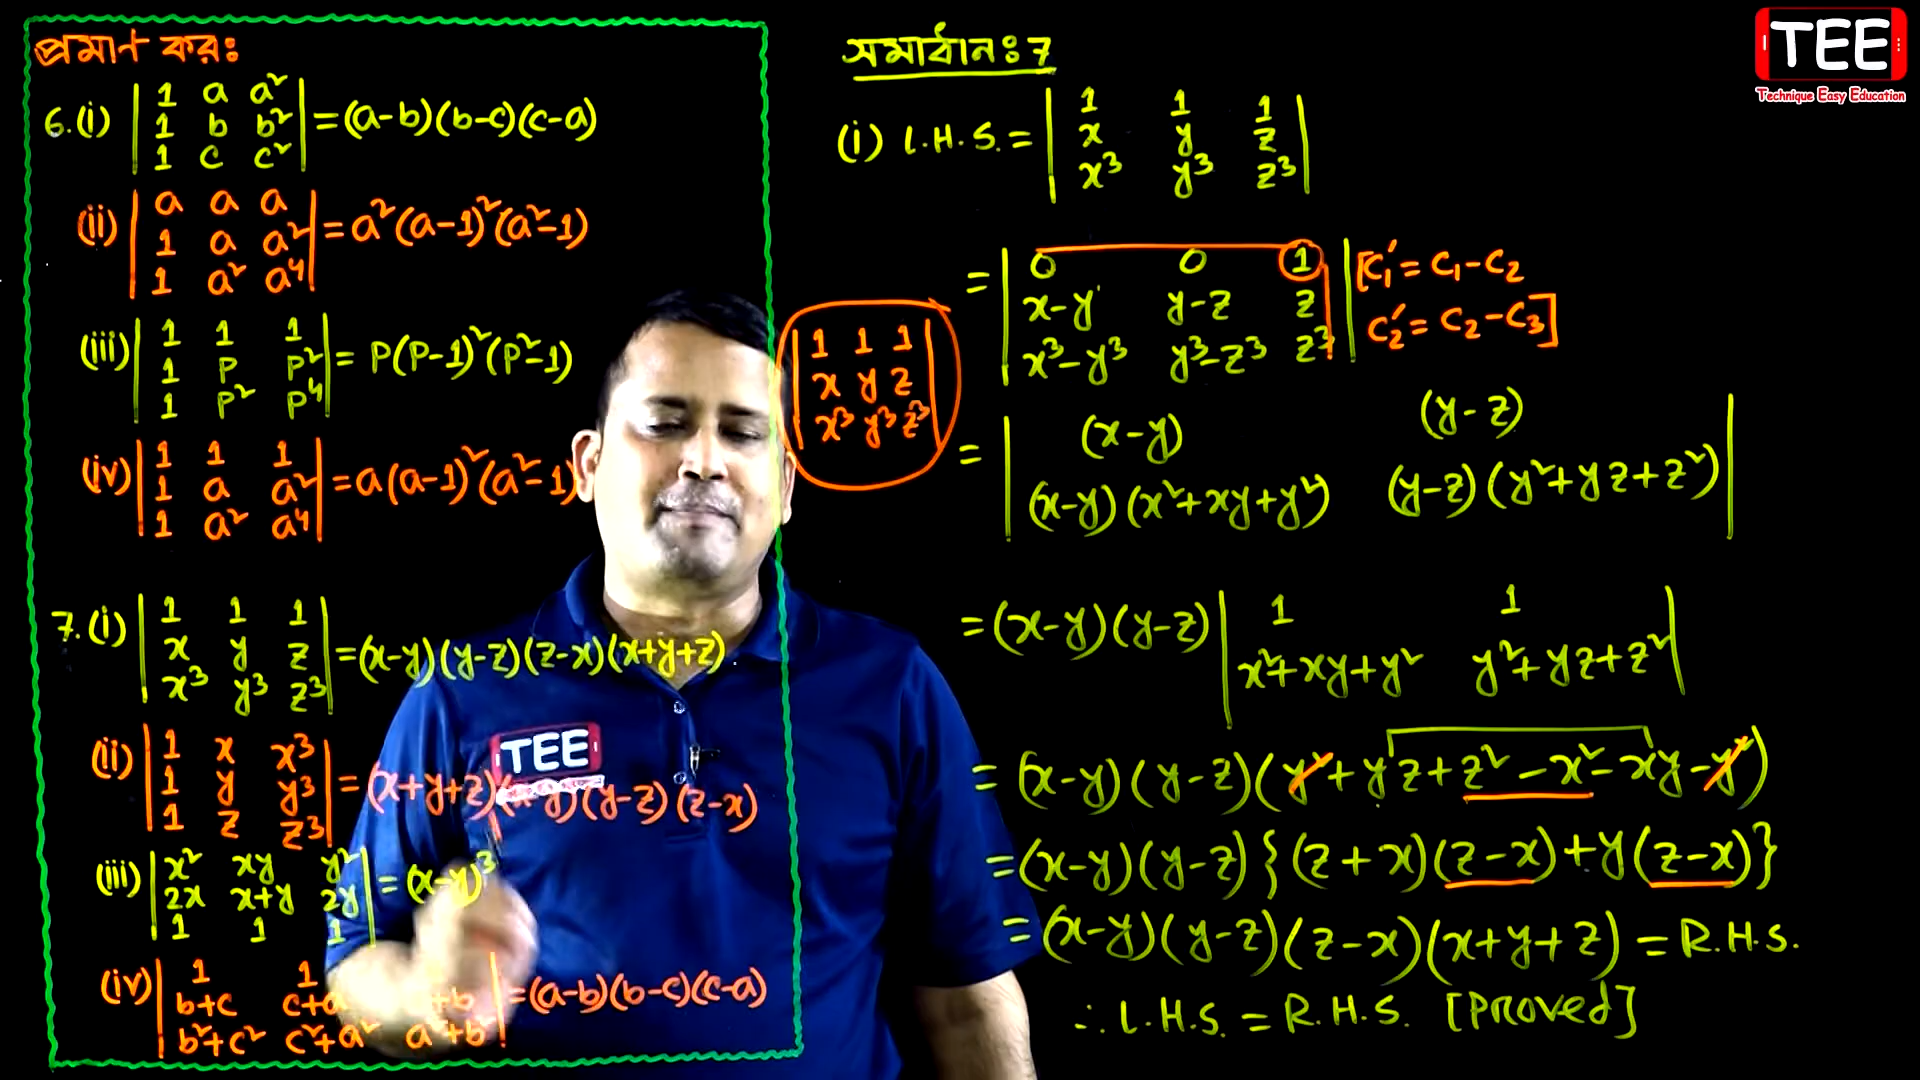 প্রমাণ করঃ
6.(i) | 1 a a² |
| 1 b b² | = (a-b)(b-c)(c-a)
| 1 c c² |
(ii) | a a a |
| 1 a a² | = a²(a-1)²(a²-1)
| 1 a² a⁴ |
(iii) | 1 1 1 |
| 1 P P² | = P(P-1)²(P²-1)
| 1 P² P⁴ |
(iv) | 1 1 1 |
| 1 a a² | = a(a-1)²(a²-1)
| 1 a² a⁴ |
7.(i) | 1 1 1 |
| x y z | = (x-y)(y-z)(z-x)(x+y+z)
| x³ y³ z³ |
(ii) | 1 x x³ |
| 1 y y³ | = (x+y+z)(x-y)(y-z)(z-x)
| 1 z z³ |
(iii) | x² xy y² |
| 2x x+y 2y | = (x-y)³
| 1 1 1 |
(iv) | 1 1
| b+c c+a +b | = (a-b)(b-c)(c-a)
| b²+c² c²+a² a²+b² |
TEE
| 1 1 1 |
| x y z |
| x³ y³ z³ |
সমাধানঃ 7
(i) L.H.S. = | 1 1 1 |
| x y z |
| x³ y³ z³ |
= | 0 0 1 | [C₁′ = C₁-C₂
| x-y y-z z | C₂′ = C₂-C₃]
| x³-y³ y³-z³ z³ |
= | (x-y) (y-z) |
| (x-y)(x²+xy+y²) (y-z)(y²+yz+z²) |
= (x-y)(y-z) | 1 1 |
| x²+xy+y² y²+yz+z² |
= (x-y)(y-z)(y²+yz+z²-x²-xy-y²)
= (x-y)(y-z){(z+x)(z-x)+y(z-x)}
= (x-y)(y-z)(z-x)(x+y+z) = R.H.S.
∴ L.H.S. = R.H.S. [Proved]
TEE
Technique Easy Education